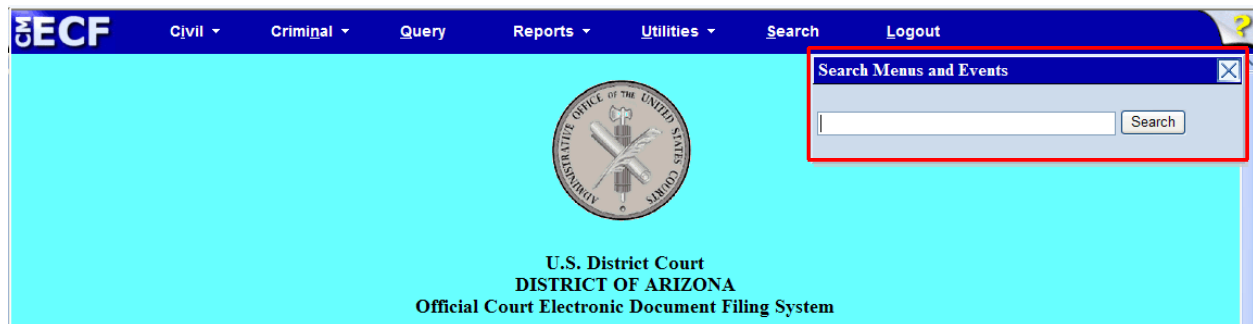 CM ECF Civil Criminal Query Reports Utilities Search Logout ?
Search Menus and Events
Search
ADMINISTRATIVE OFFICE OF THE UNITED STATES COURTS
U.S. District Court
DISTRICT OF ARIZONA
Official Court Electronic Document Filing System